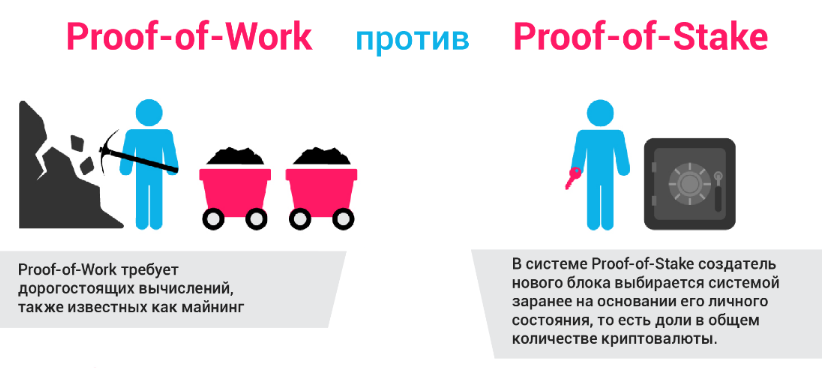 Proof-of-Work против Proof-of-Stake
Proof-of-Work требует
дорогостоящих вычислений,
также известных как майнинг
В системе Proof-of-Stake создатель
нового блока выбирается системой
заранее на основании его личного
состояния, то есть доли в общем
количестве криптовалюты.